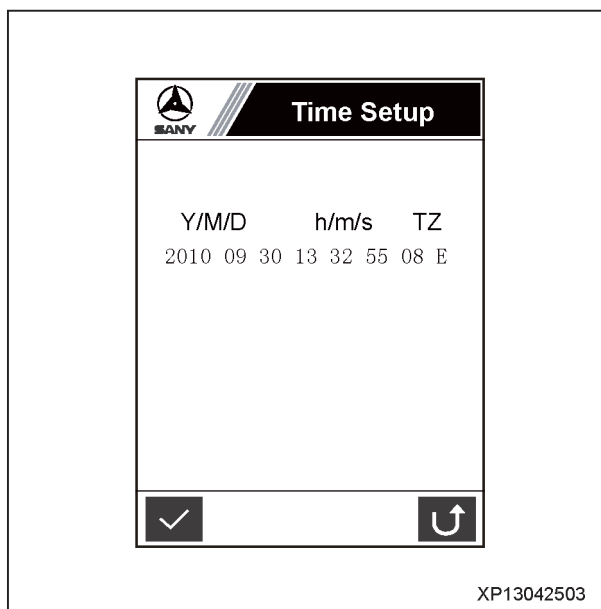 SANY
Time Setup
Y/M/D h/m/s TZ
2010 09 30 13 32 55 08 E
XP13042503